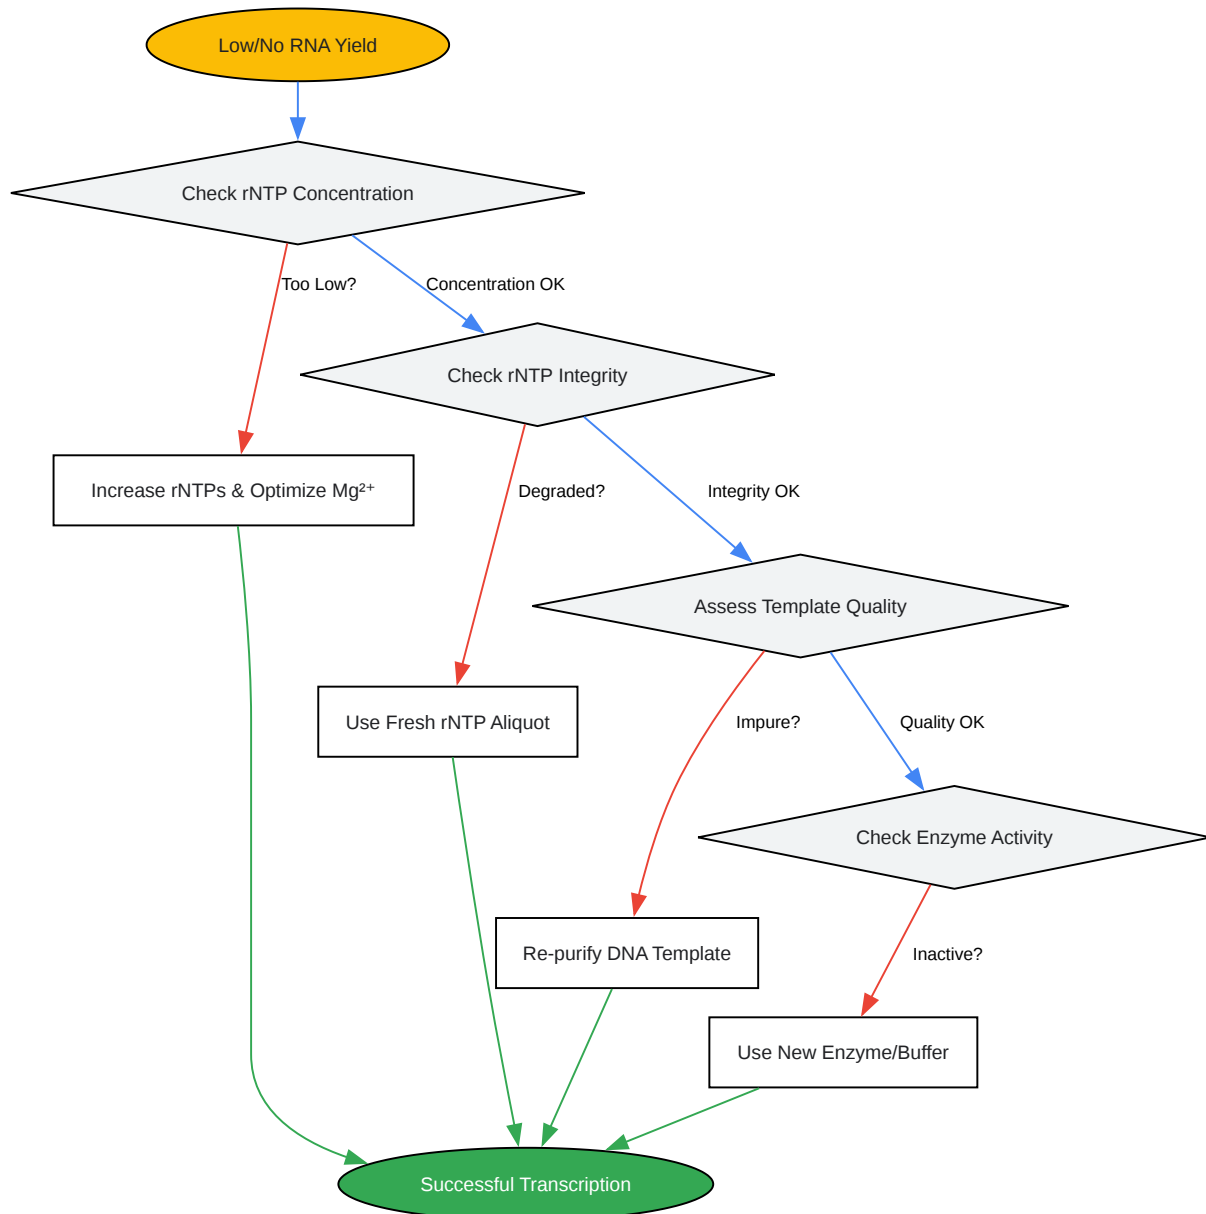 Low/No RNA Yield
Check rNTP Concentration
Too Low?
Concentration OK
Check rNTP Integrity
Increase rNTPs & Optimize Mg²⁺
Degraded?
Integrity OK
Assess Template Quality
Use Fresh rNTP Aliquot
Impure?
Quality OK
Check Enzyme Activity
Re-purify DNA Template
Inactive?
Use New Enzyme/Buffer
Successful Transcription